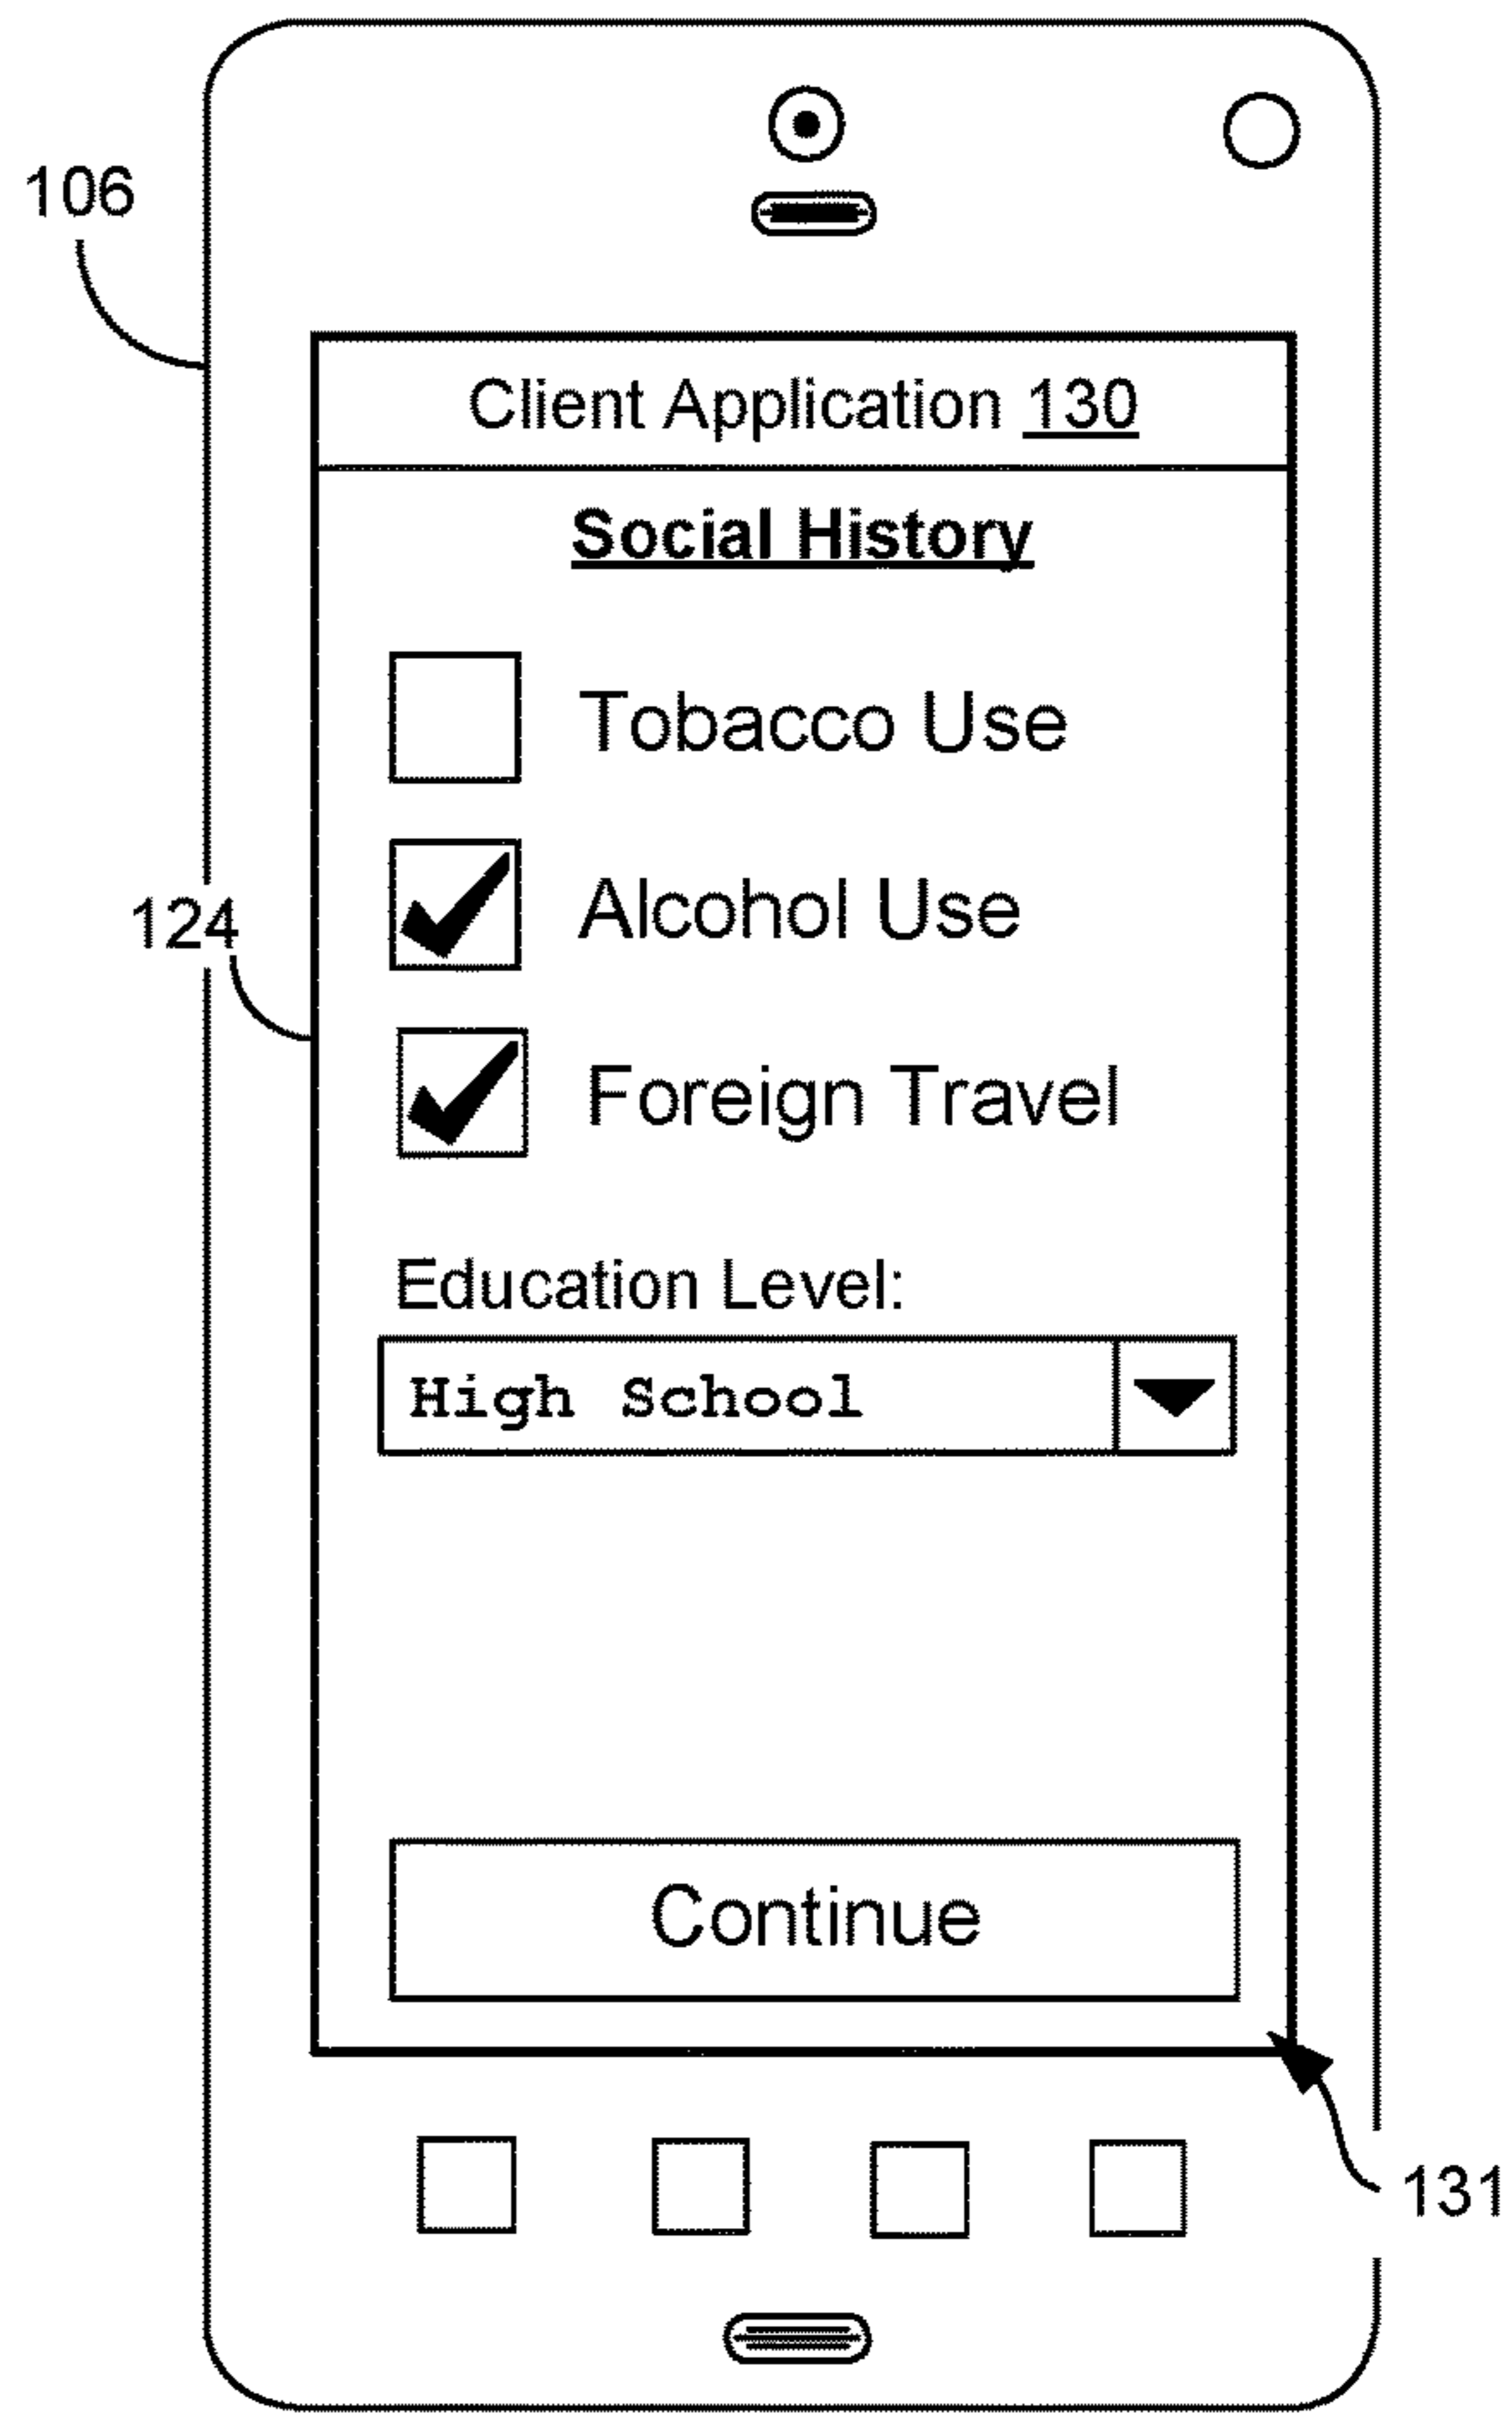 106
Client Application 130
Social History
Tobacco Use
124
Alcohol Use
Foreign Travel
Education Level:
High School
Continue
131